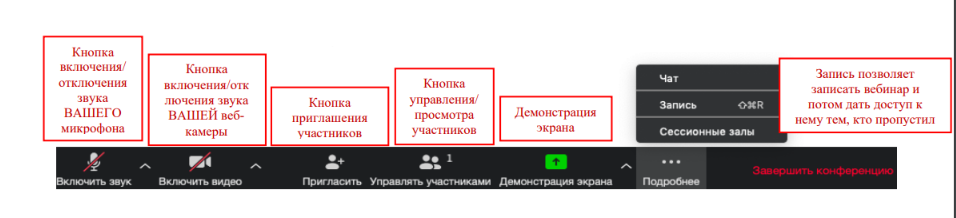 Кнопка
включения/
отключения
звука
ВАШЕГО
микрофона
Кнопка
включения/отк
лючения звука
ВАШЕЙ веб-
камеры
Кнопка
приглашения
участников
Кнопка
управления/
просмотра
участников
Демонстрация
экрана
Чат
Запись ⇧⌘R
Сессионные залы
Запись позволяет
записать вебинар и
потом дать доступ к
нему тем, кто пропустил
Включить звук
Включить видео
Пригласить
1
Управлять участниками
Демонстрация экрана
Подробнее
Завершить конференцию